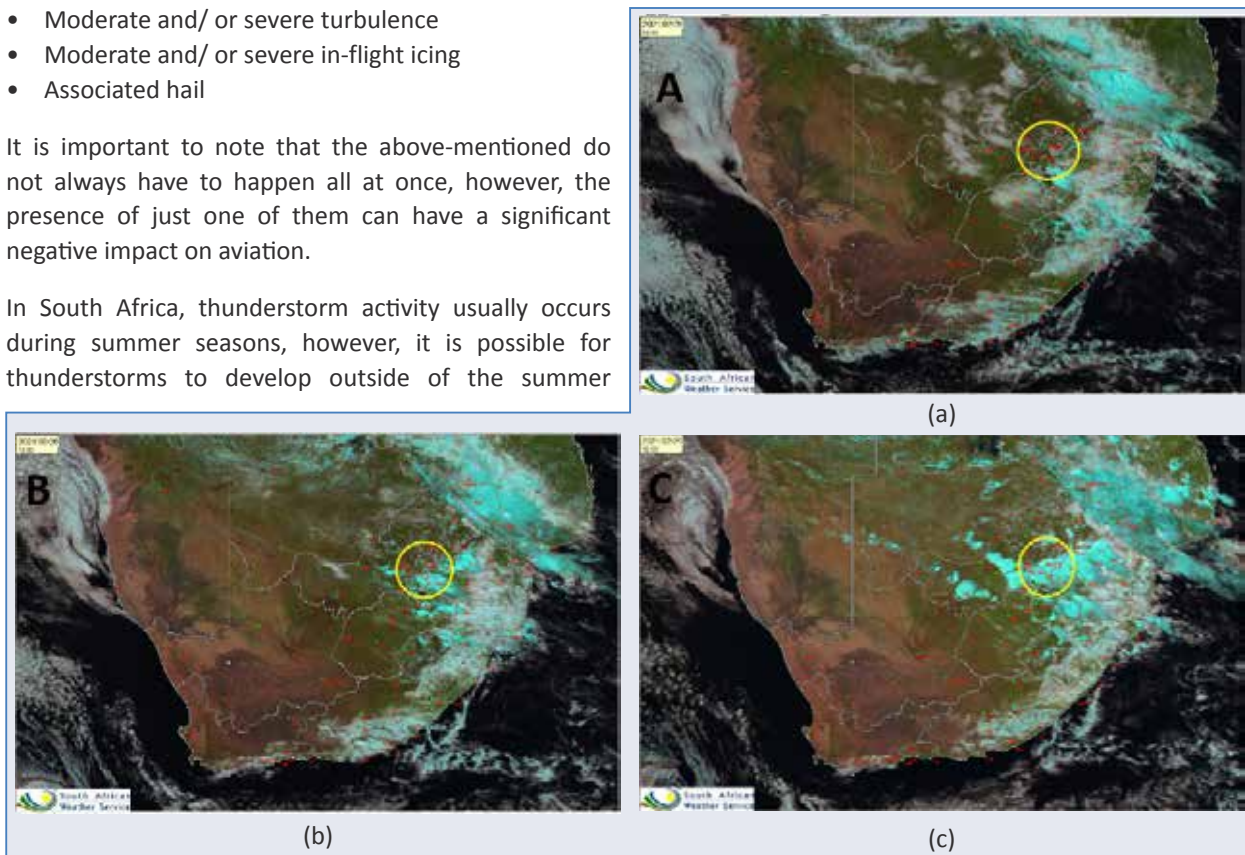 • Moderate and/ or severe turbulence
• Moderate and/ or severe in-flight icing
• Associated hail
It is important to note that the above-mentioned do
not always have to happen all at once, however, the
presence of just one of them can have a significant
negative impact on aviation.
In South Africa, thunderstorm activity usually occurs
during summer seasons, however, it is possible for
thunderstorms to develop outside of the summer
A
South African
Weather Service
(a)
B
South African
Weather Service
(b)
C
South African
Weather Service
(c)